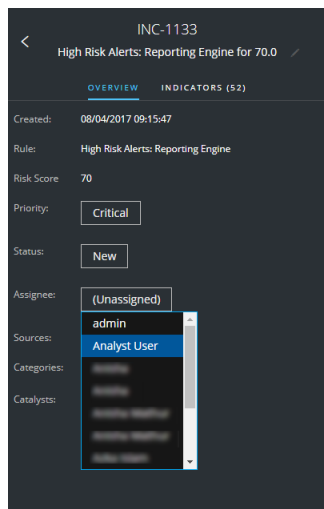 INC-1133
High Risk Alerts: Reporting Engine for 70.0
OVERVIEW INDICATORS (52)
Created: 08/04/2017 09:15:47
Rule: High Risk Alerts: Reporting Engine
Risk Score 70
Priority: Critical
Status: New
Assignee: (Unassigned)
admin
Sources:
Analyst User
Categories:
Catalysts: